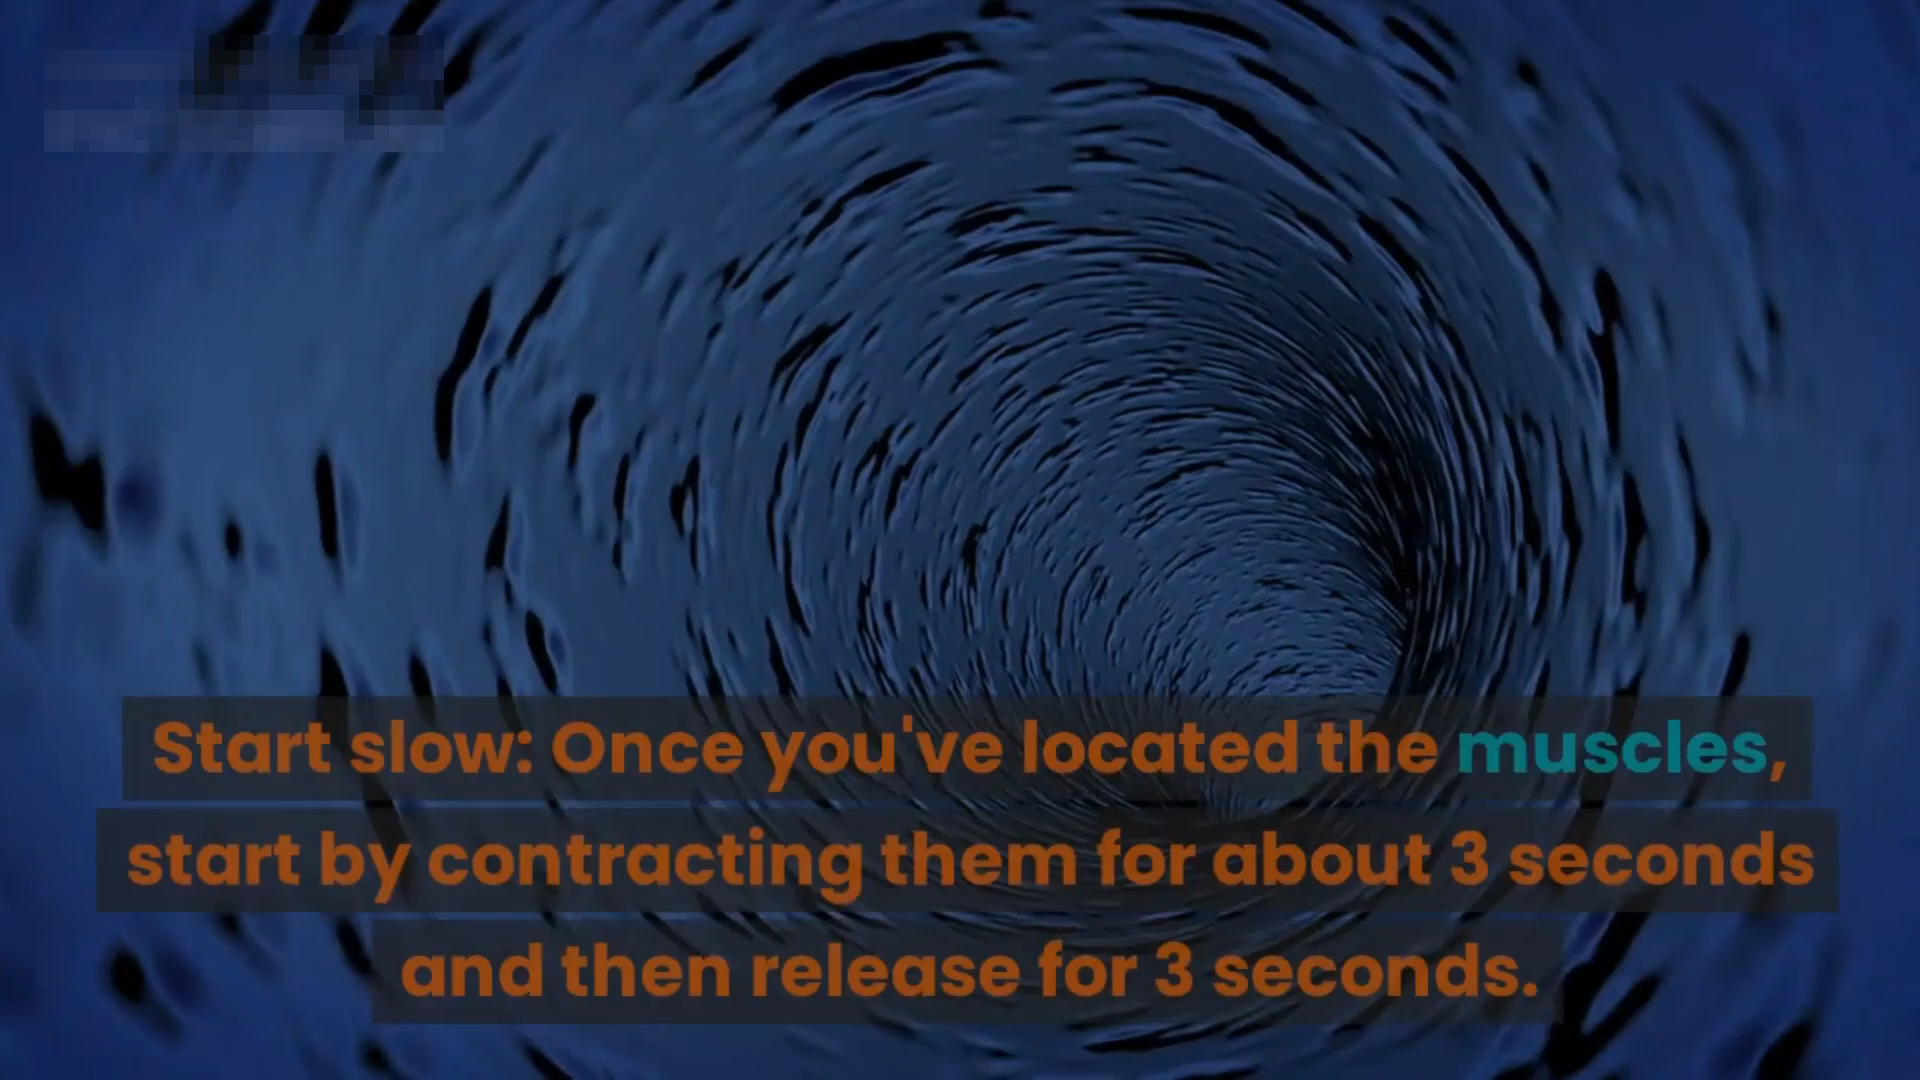 Start slow: Once you've located the muscles,
start by contracting them for about 3 seconds
and then release for 3 seconds.